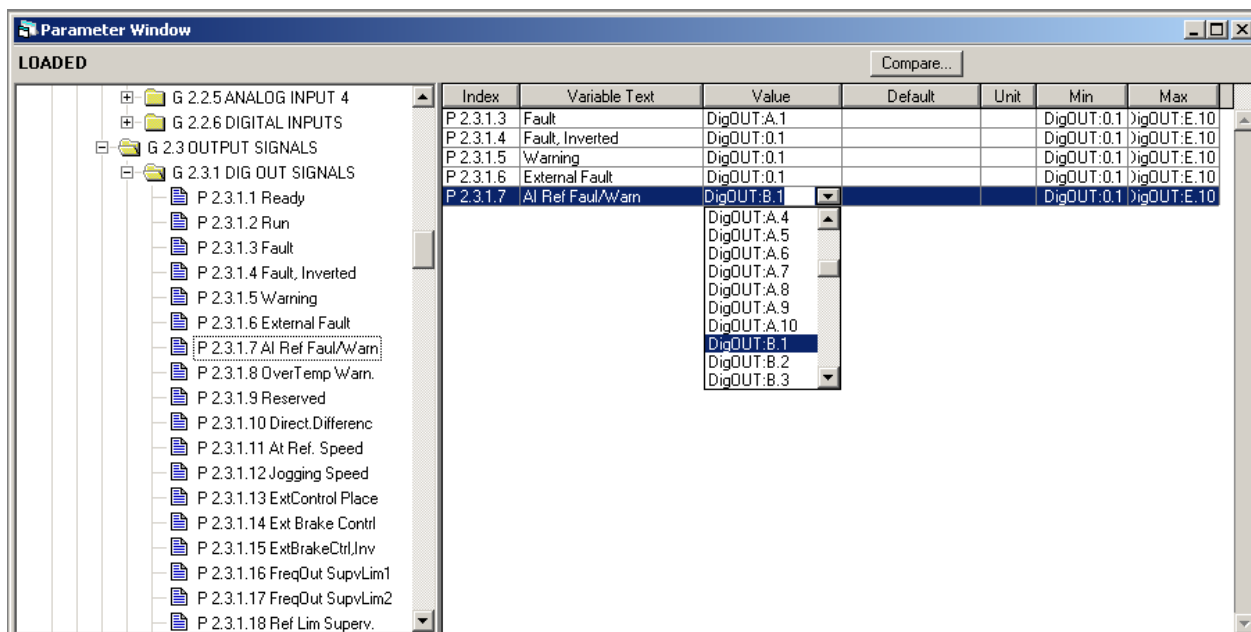 Parameter Window
LOADED
Compare...
G 2.2.5 ANALOG INPUT 4
G 2.2.6 DIGITAL INPUTS
G 2.3 OUTPUT SIGNALS
G 2.3.1 DIG OUT SIGNALS
P 2.3.1.1 Ready
P 2.3.1.2 Run
P 2.3.1.3 Fault
P 2.3.1.4 Fault, Inverted
P 2.3.1.5 Warning
P 2.3.1.6 External Fault
P 2.3.1.7 AI Ref Faul/Warn
P 2.3.1.8 OverTemp Warn.
P 2.3.1.9 Reserved
P 2.3.1.10 Direct.Differenc
P 2.3.1.11 At Ref. Speed
P 2.3.1.12 Jogging Speed
P 2.3.1.13 ExtControl Place
P 2.3.1.14 Ext Brake Contrl
P 2.3.1.15 ExtBrakeCtrl,Inv
P 2.3.1.16 FreqOut SupvLim1
P 2.3.1.17 FreqOut SupvLim2
P 2.3.1.18 Ref Lim Superv.
Index Variable Text Value Default Unit Min Max
P 2.3.1.3 Fault DigOUT:A.1 DigOUT:0.1 DigOUT:E.10
P 2.3.1.4 Fault, Inverted DigOUT:0.1 DigOUT:0.1 DigOUT:E.10
P 2.3.1.5 Warning DigOUT:0.1 DigOUT:0.1 DigOUT:E.10
P 2.3.1.6 External Fault DigOUT:0.1 DigOUT:0.1 DigOUT:E.10
P 2.3.1.7 AI Ref Faul/Warn DigOUT:B.1 DigOUT:0.1 DigOUT:E.10
DigOUT:A.4
DigOUT:A.5
DigOUT:A.6
DigOUT:A.7
DigOUT:A.8
DigOUT:A.9
DigOUT:A.10
DigOUT:B.1
DigOUT:B.2
DigOUT:B.3